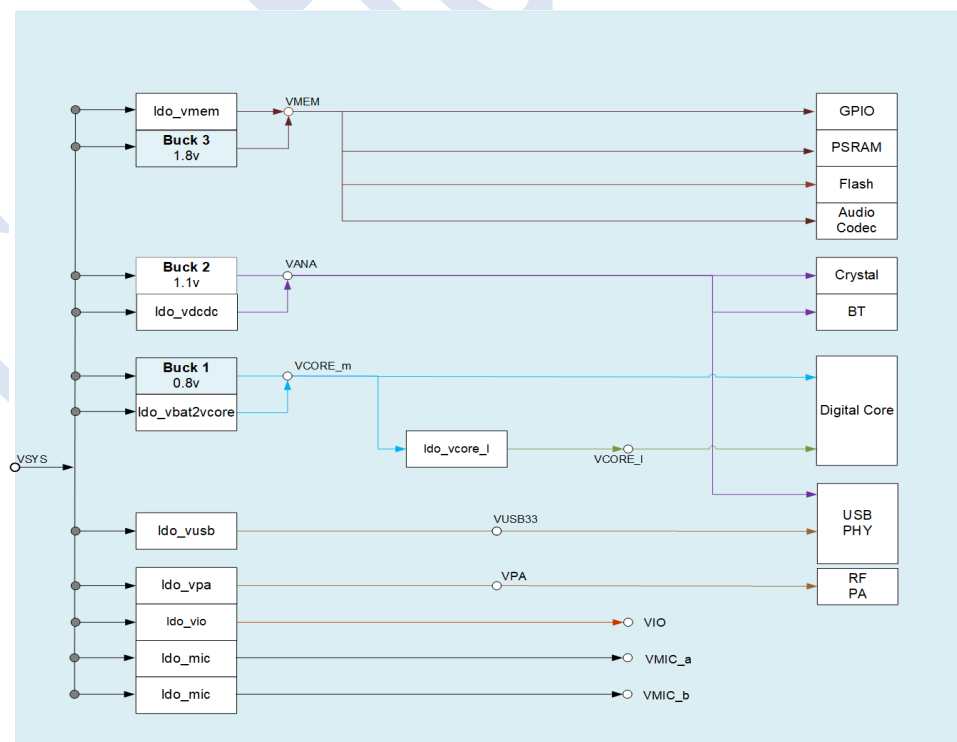 ldo_vmem
VMEM
GPIO
Buck 3
1.8v
PSRAM
Flash
Audio
Codec
Buck 2
1.1v
VANA
Crystal
ldo_vdcdc
BT
Buck 1
0.8v
VCORE_m
ldo_vbat2vcore
Digital Core
ldo_vcore_l
VCORE_l
VSYS
ldo_vusb
VUSB33
USB
PHY
ldo_vpa
VPA
RF
PA
ldo_vio
VIO
ldo_mic
VMIC_a
ldo_mic
VMIC_b